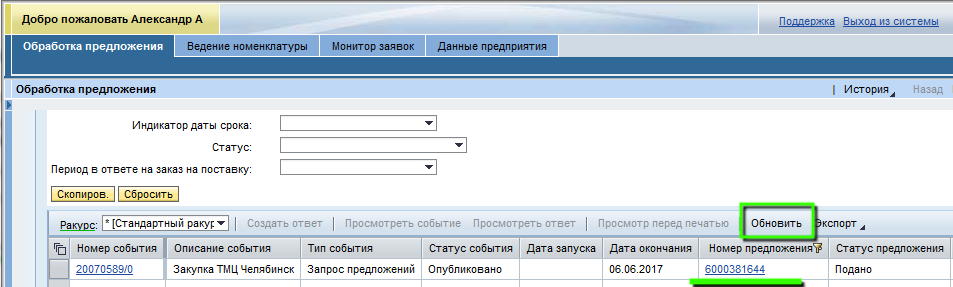 Добро пожаловать Александр А
Поддержка Выход из системы
Обработка предложения Ведение номенклатуры Монитор заявок Данные предприятия
Обработка предложения | История Назад
Индикатор даты срока:
Статус:
Период в ответе на заказ на поставку:
Скопиров. Сбросить
Ракурс: * [Стандартный ракур Создать ответ Просмотреть событие Просмотреть ответ Просмотр перед печатью Обновить Экспорт
Номер события Описание события Тип события Статус события Дата запуска Дата окончания Номер предложения Статус предложения
20070589/0 Закупка ТМЦ Челябинск Запрос предложений Опубликовано 06.06.2017 6000381644 Подано